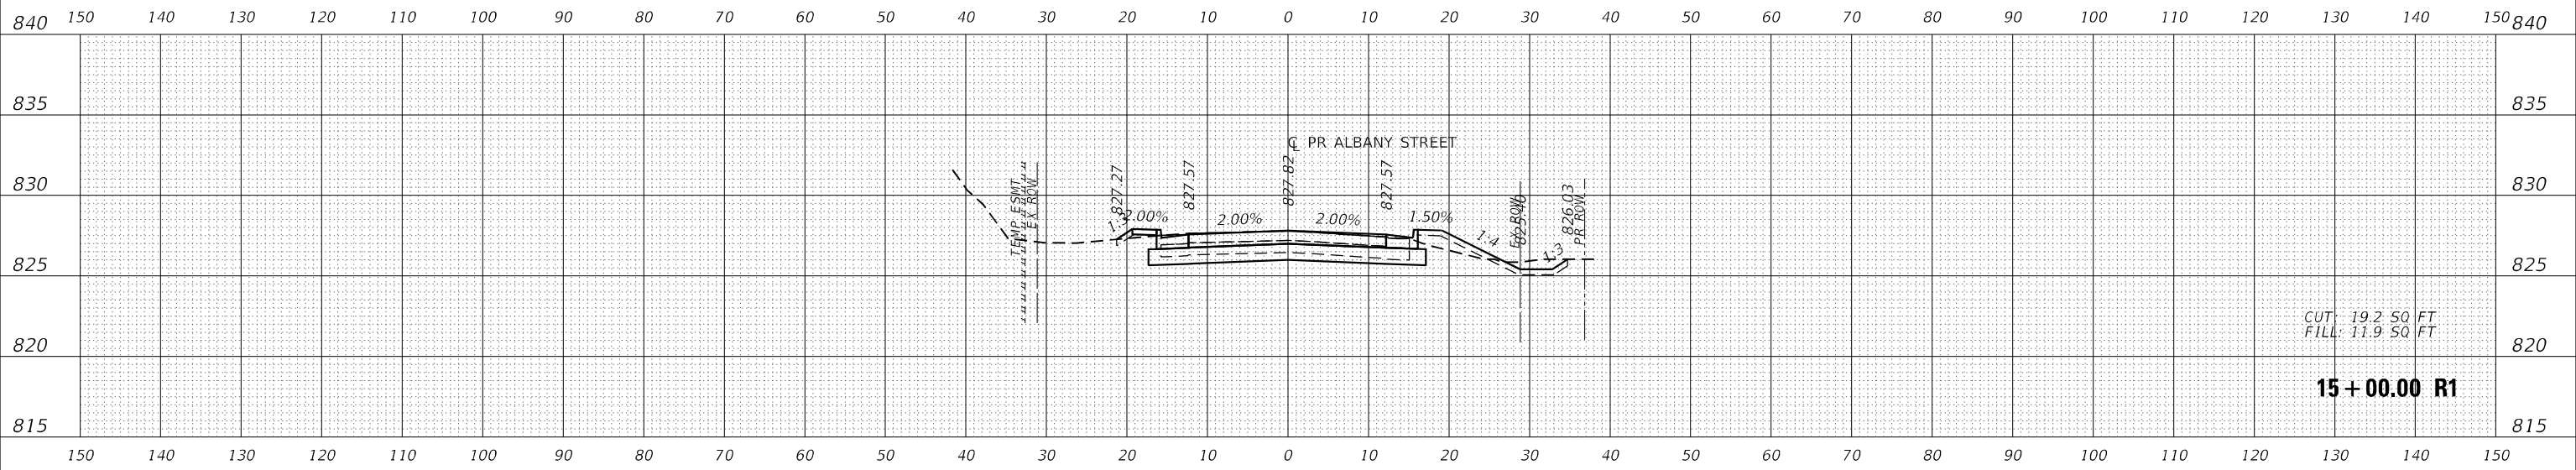 150 140 130 120 110 100 90 80 70 60 50 40 30 20 10 0 10 20 30 40 50 60 70 80 90 100 110 120 130 140 150
840 840
835 835
℄ PR ALBANY STREET
830 830
TEMP ESMT
EX ROW
827.27
827.57
827.82
827.57
EX ROW
825.40
826.03
PR ROW
1:3 2.00% 2.00% 2.00% 1.50% 1:4 1:3
825 825
CUT: 19.2 SQ FT
FILL: 11.9 SQ FT
820 820
15+00.00 R1
815 815
150 140 130 120 110 100 90 80 70 60 50 40 30 20 10 0 10 20 30 40 50 60 70 80 90 100 110 120 130 140 150